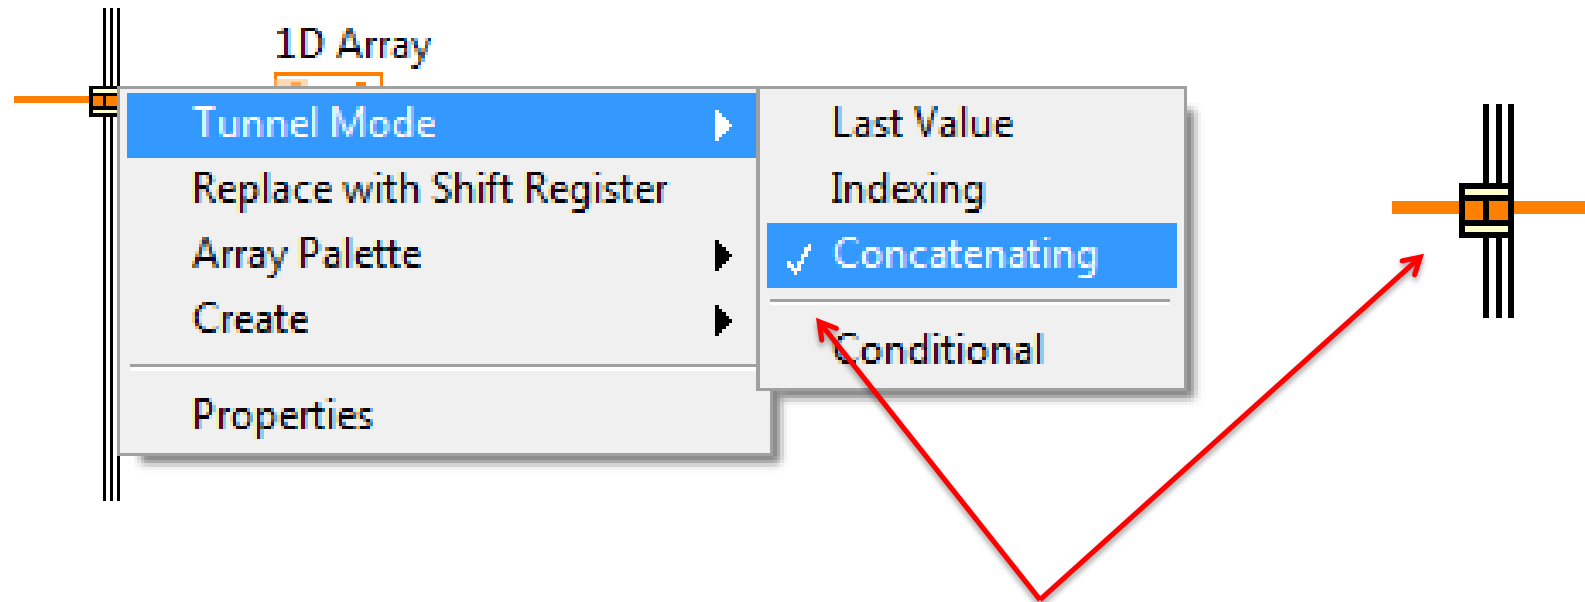 1D Array
Tunnel Mode
Replace with Shift Register
Array Palette
Create
Properties
Last Value
Indexing
Concatenating
Conditional